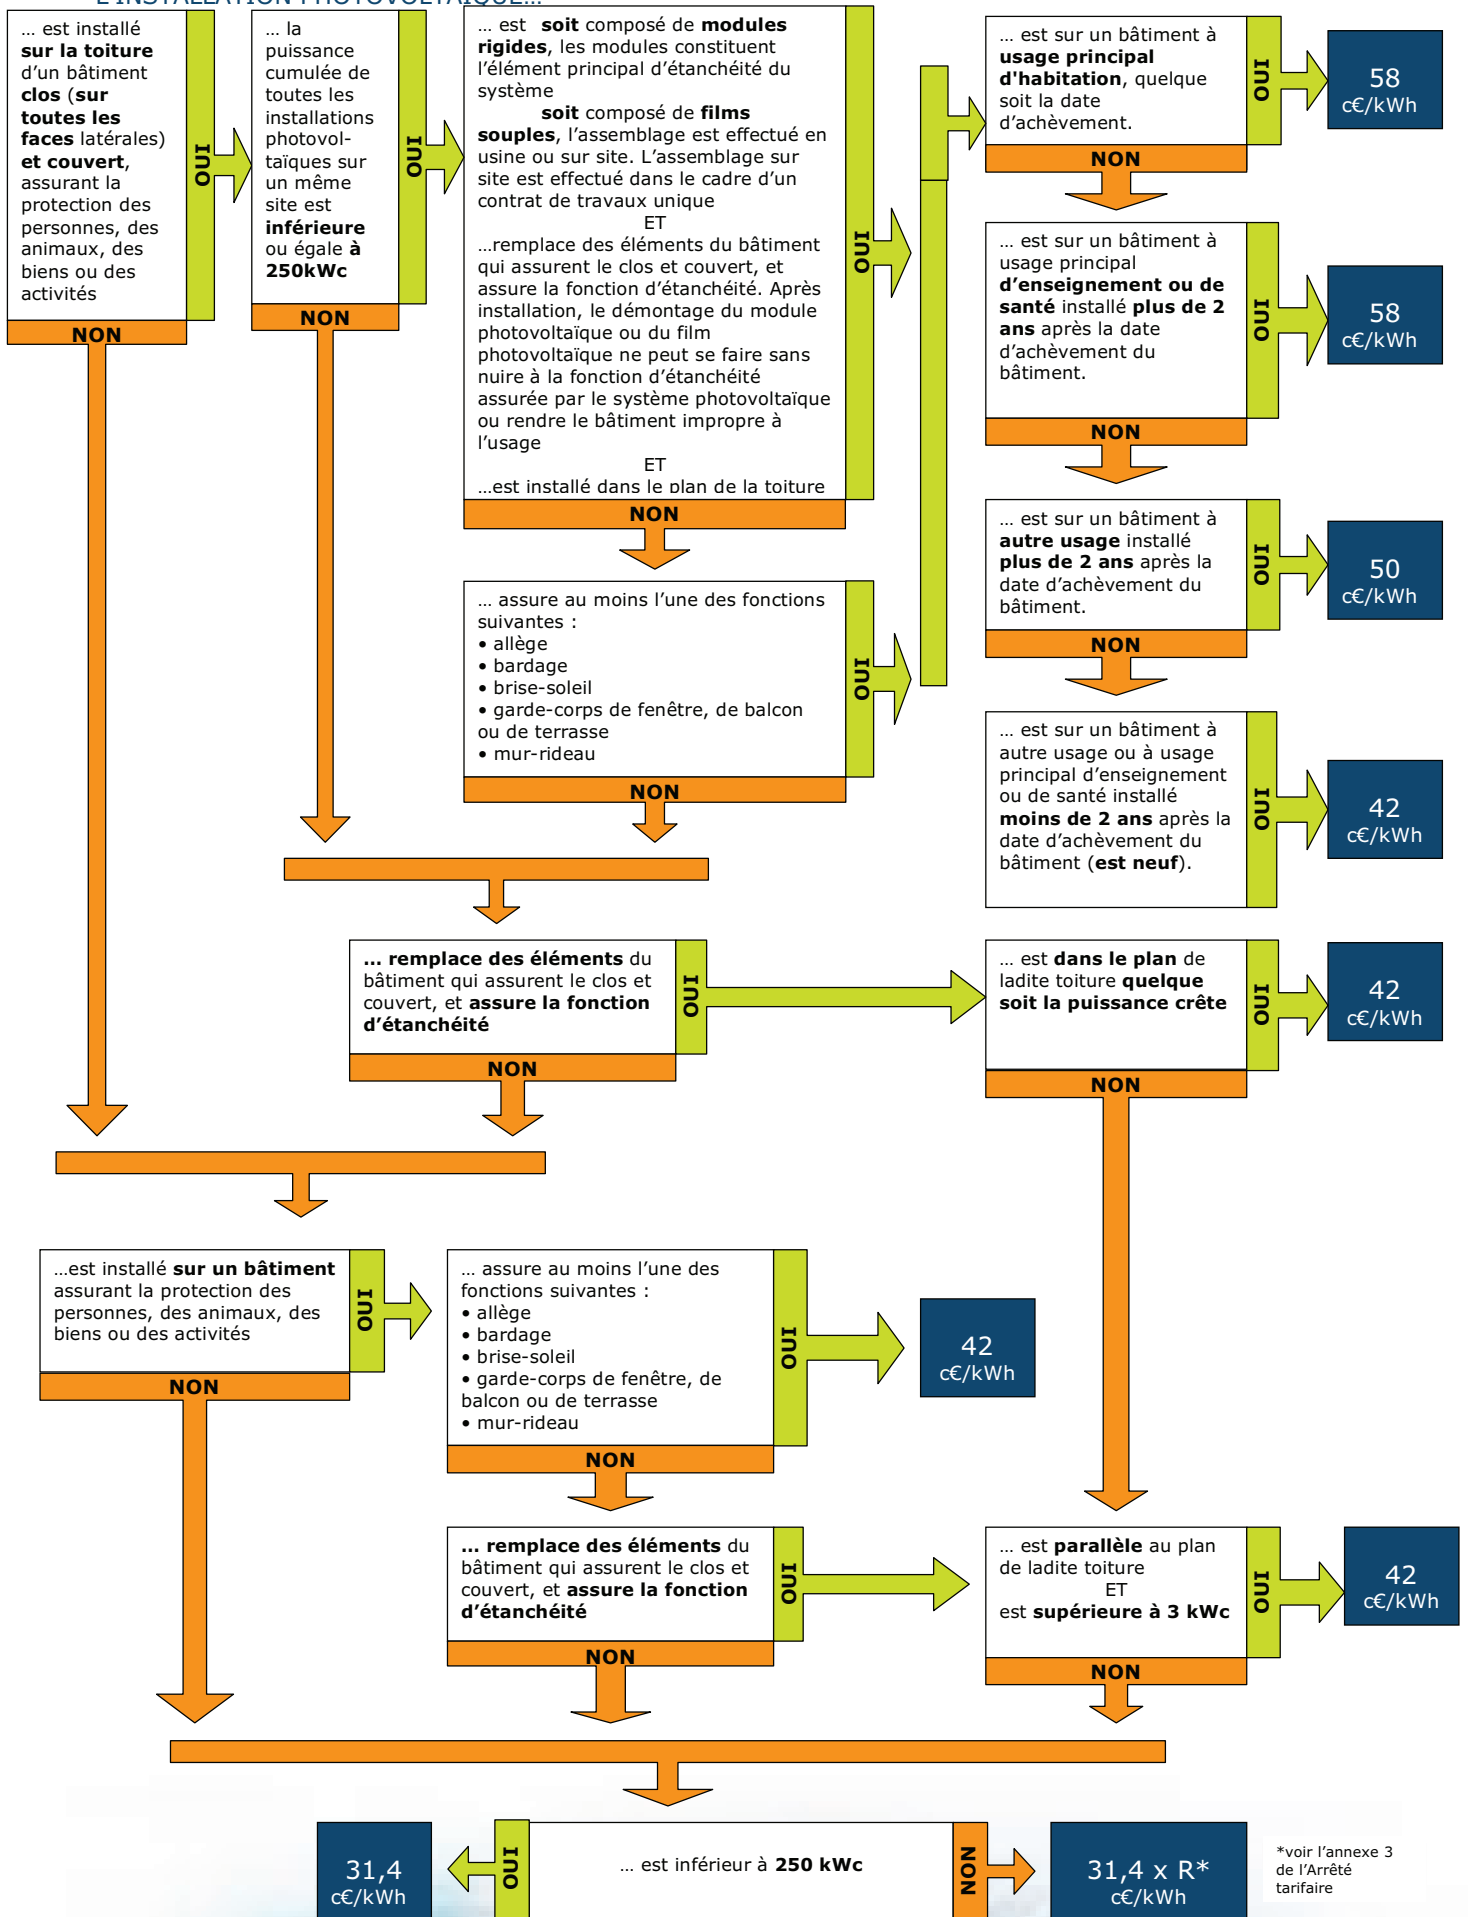 L'INSTALLATION PHOTOVOLTAÏQUE…
… est installé
sur la toiture
d'un bâtiment
clos (sur
toutes les
faces latérales)
et couvert,
assurant la
protection des
personnes, des
animaux, des
biens ou des
activités
OUI
NON
… la
puissance
cumulée de
toutes les
installations
photovol-
taïques sur
un même
site est
inférieure
ou égale à
250kWc
OUI
NON
… est soit composé de modules
rigides, les modules constituent
l'élément principal d'étanchéité du
système
soit composé de films
souples, l'assemblage est effectué en
usine ou sur site. L'assemblage sur
site est effectué dans le cadre d'un
contrat de travaux unique
ET
…remplace des éléments du bâtiment
qui assurent le clos et couvert, et
assure la fonction d'étanchéité. Après
installation, le démontage du module
photovoltaïque ou du film
photovoltaïque ne peut se faire sans
nuire à la fonction d'étanchéité
assurée par le système photovoltaïque
ou rendre le bâtiment impropre à
l'usage
ET
…est installé dans le plan de la toiture
OUI
NON
… assure au moins l'une des fonctions
suivantes :
• allège
• bardage
• brise-soleil
• garde-corps de fenêtre, de balcon
ou de terrasse
• mur-rideau
OUI
NON
… est sur un bâtiment à
usage principal
d'habitation, quelque
soit la date
d'achèvement.
OUI
58
c€/kWh
NON
… est sur un bâtiment à
usage principal
d'enseignement ou de
santé installé plus de 2
ans après la date
d'achèvement du
bâtiment.
OUI
58
c€/kWh
NON
… est sur un bâtiment à
autre usage installé
plus de 2 ans après la
date d'achèvement du
bâtiment.
OUI
50
c€/kWh
NON
… est sur un bâtiment à
autre usage ou à usage
principal d'enseignement
ou de santé installé
moins de 2 ans après la
date d'achèvement du
bâtiment (est neuf).
OUI
42
c€/kWh
... remplace des éléments du
bâtiment qui assurent le clos et
couvert, et assure la fonction
d'étanchéité
OUI
NON
… est dans le plan de
ladite toiture quelque
soit la puissance crête
OUI
42
c€/kWh
NON
…est installé sur un bâtiment
assurant la protection des
personnes, des animaux, des
biens ou des activités
OUI
NON
… assure au moins l'une des
fonctions suivantes :
• allège
• bardage
• brise-soleil
• garde-corps de fenêtre, de
balcon ou de terrasse
• mur-rideau
OUI
42
c€/kWh
NON
... remplace des éléments du
bâtiment qui assurent le clos et
couvert, et assure la fonction
d'étanchéité
OUI
NON
… est parallèle au plan
de ladite toiture
ET
est supérieure à 3 kWc
OUI
42
c€/kWh
NON
31,4
c€/kWh
OUI
… est inférieur à 250 kWc
NON
31,4 x R*
c€/kWh
*voir l'annexe 3
de l'Arrêté
tarifaire